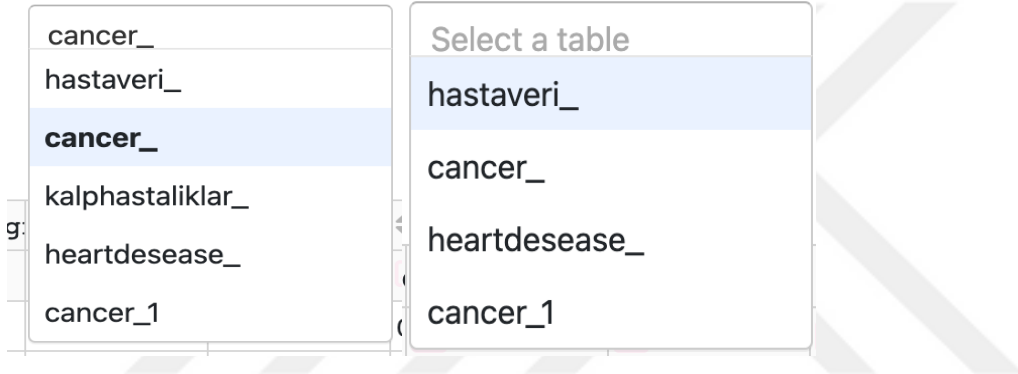 cancer_
hastaveri_
cancer_
kalphastaliklar_
heartdesease_
cancer_1
g:
Select a table
hastaveri_
cancer_
heartdesease_
cancer_1